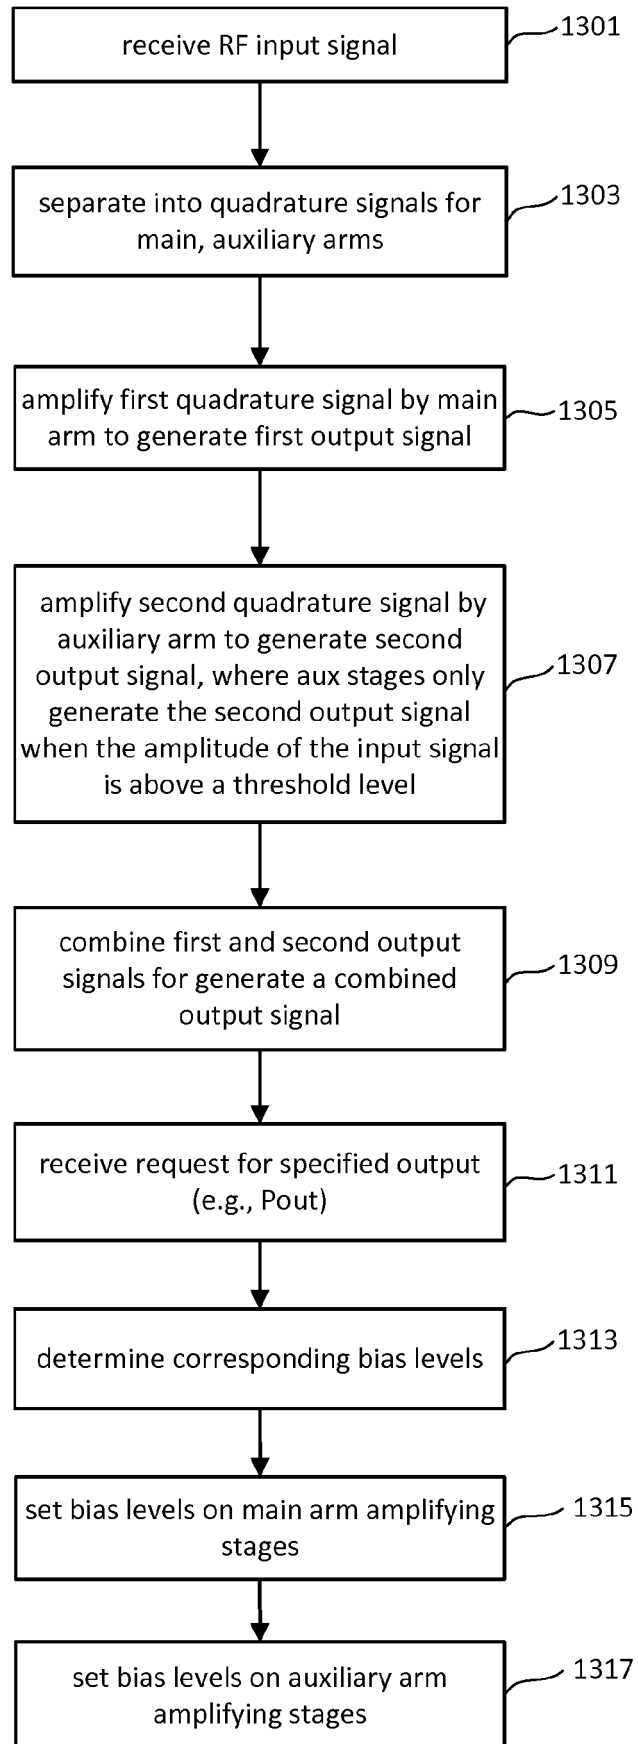 receive RF input signal
1301
separate into quadrature signals for
main, auxiliary arms
1303
amplify first quadrature signal by main
arm to generate first output signal
1305
amplify second quadrature signal by
auxiliary arm to generate second
output signal, where aux stages only
generate the second output signal
when the amplitude of the input signal
is above a threshold level
1307
combine first and second output
signals for generate a combined
output signal
1309
receive request for specified output
(e.g., Pout)
1311
determine corresponding bias levels
1313
set bias levels on main arm amplifying
stages
1315
set bias levels on auxiliary arm
amplifying stages
1317